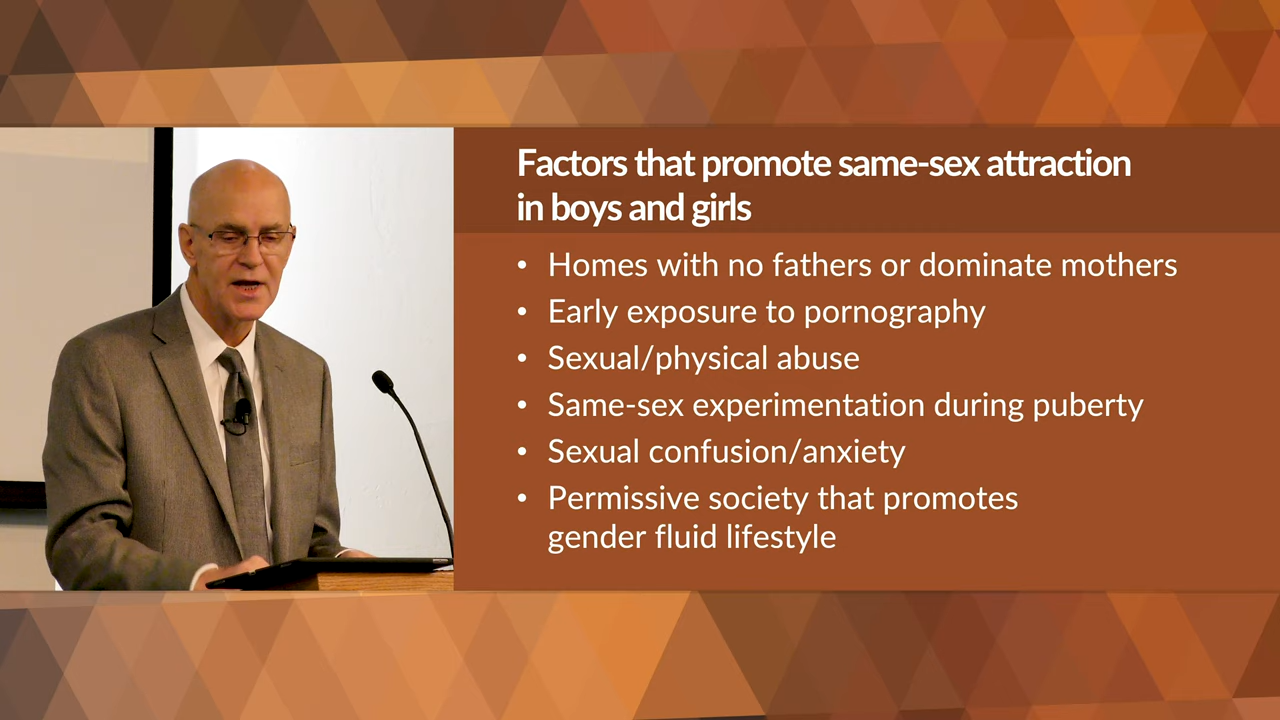 Factors that promote same-sex attraction
in boys and girls
• Homes with no fathers or dominate mothers
• Early exposure to pornography
• Sexual/physical abuse
• Same-sex experimentation during puberty
• Sexual confusion/anxiety
• Permissive society that promotes
gender fluid lifestyle